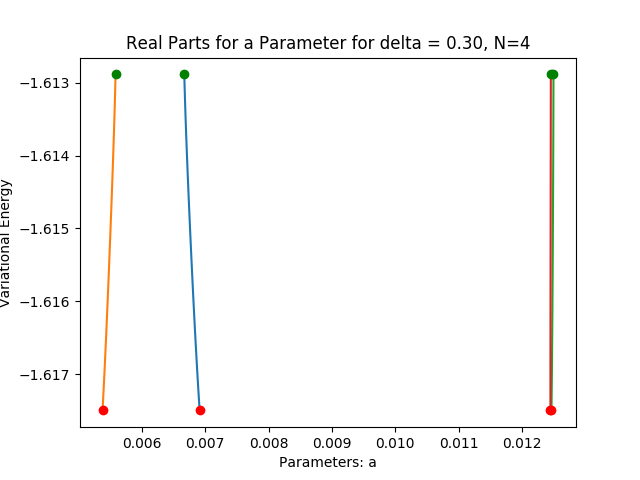 Real Parts for a Parameter for delta = 0.30, N=4
Variational Energy
−1.613
−1.614
−1.615
−1.616
−1.617
0.006 0.007 0.008 0.009 0.010 0.011 0.012
Parameters: a